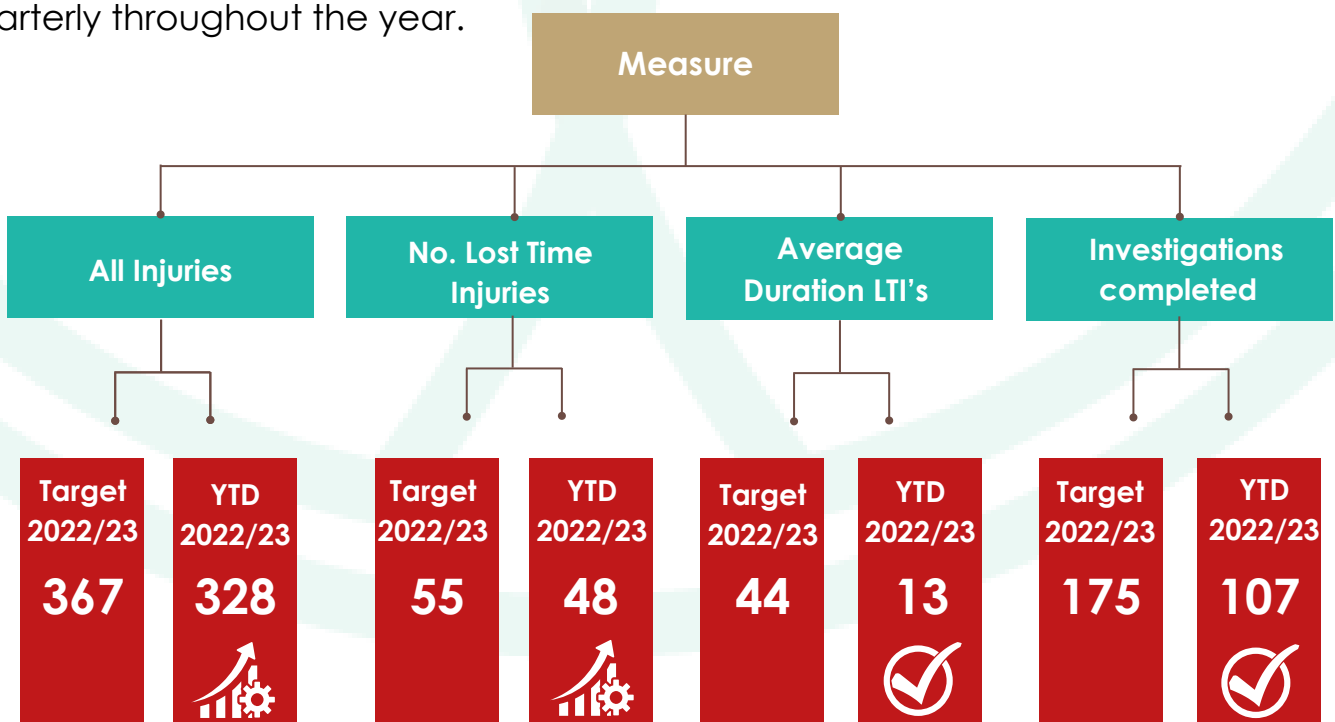 arterly throughout the year.
Measure
All Injuries
No. Lost Time
Injuries
Average
Duration LTI's
Investigations
completed
Target
2022/23
367
YTD
2022/23
328
Target
2022/23
55
YTD
2022/23
48
Target
2022/23
44
YTD
2022/23
13
Target
2022/23
175
YTD
2022/23
107